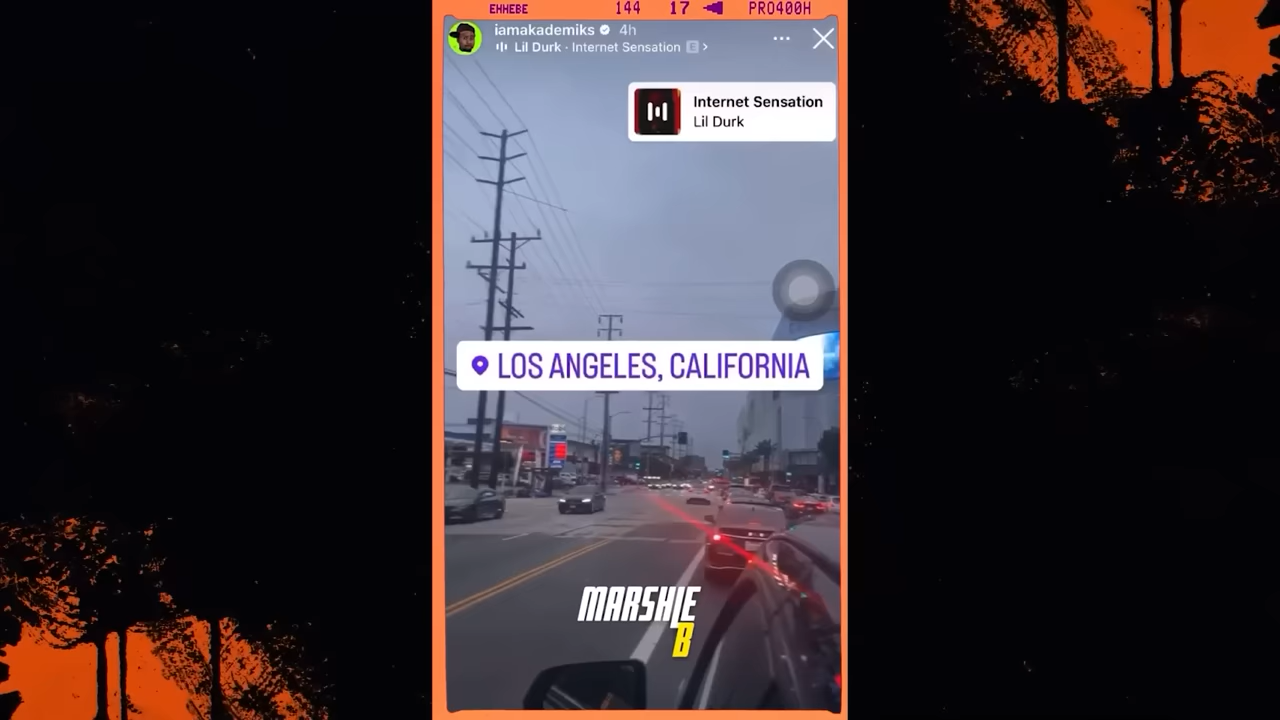 EHHEBE 144 17 PRO400H
iamakademiks 4h
Lil Durk · Internet Sensation E
Internet Sensation
Lil Durk
LOS ANGELES, CALIFORNIA
MARSHIE
B